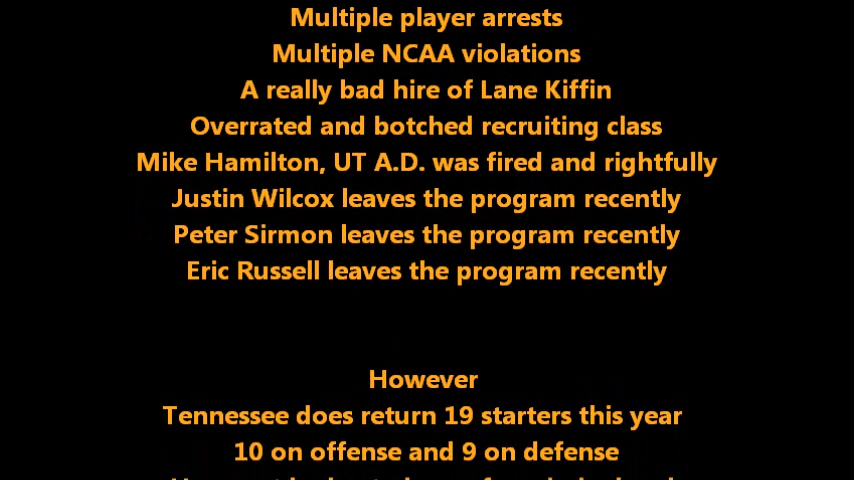 Multiple player arrests
Multiple NCAA violations
A really bad hire of Lane Kiffin
Overrated and botched recruiting class
Mike Hamilton, UT A.D. was fired and rightfully
Justin Wilcox leaves the program recently
Peter Sirmon leaves the program recently
Eric Russell leaves the program recently
However
Tennessee does return 19 starters this year
10 on offense and 9 on defense